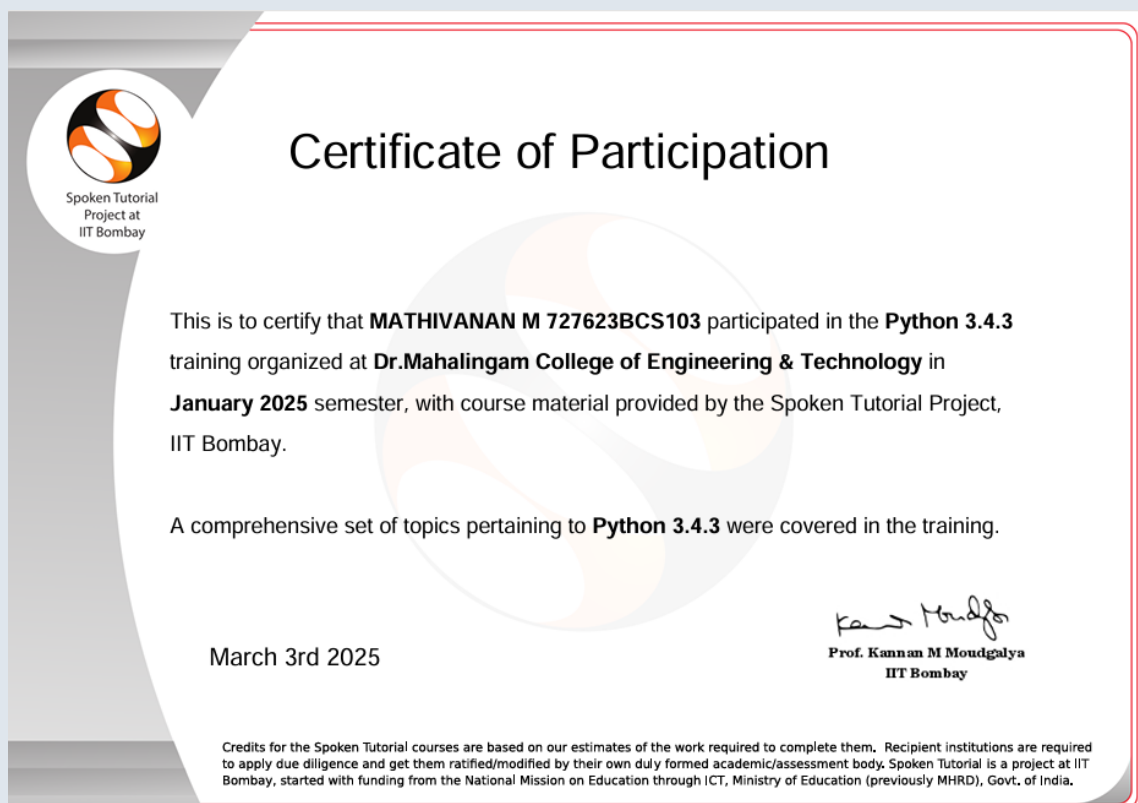 Spoken Tutorial
Project at
IIT Bombay
Certificate of Participation
This is to certify that MATHIVANAN M 727623BCS103 participated in the Python 3.4.3
training organized at Dr.Mahalingam College of Engineering & Technology in
January 2025 semester, with course material provided by the Spoken Tutorial Project,
IIT Bombay.
A comprehensive set of topics pertaining to Python 3.4.3 were covered in the training.
March 3rd 2025
Prof. Kannan M Moudgalya
IIT Bombay
Credits for the Spoken Tutorial courses are based on our estimates of the work required to complete them. Recipient institutions are required
to apply due diligence and get them ratified/modified by their own duly formed academic/assessment body. Spoken Tutorial is a project at IIT
Bombay, started with funding from the National Mission on Education through ICT, Ministry of Education (previously MHRD), Govt. of India.